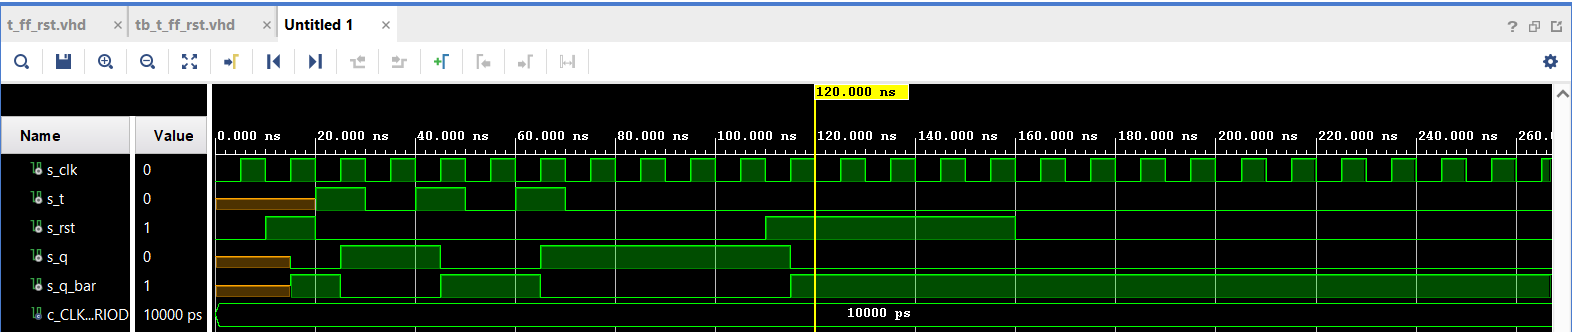 t_ff_rst.vhd × tb_t_ff_rst.vhd × Untitled 1 ×
?
120.000 ns
Name Value
0.000 ns 20.000 ns 40.000 ns 60.000 ns 80.000 ns 100.000 ns 120.000 ns 140.000 ns 160.000 ns 180.000 ns 200.000 ns 220.000 ns 240.000 ns 260.0
s_clk 0
s_t 0
s_rst 1
s_q 0
s_q_bar 1
c_CLK...RIOD 10000 ps 10000 ps